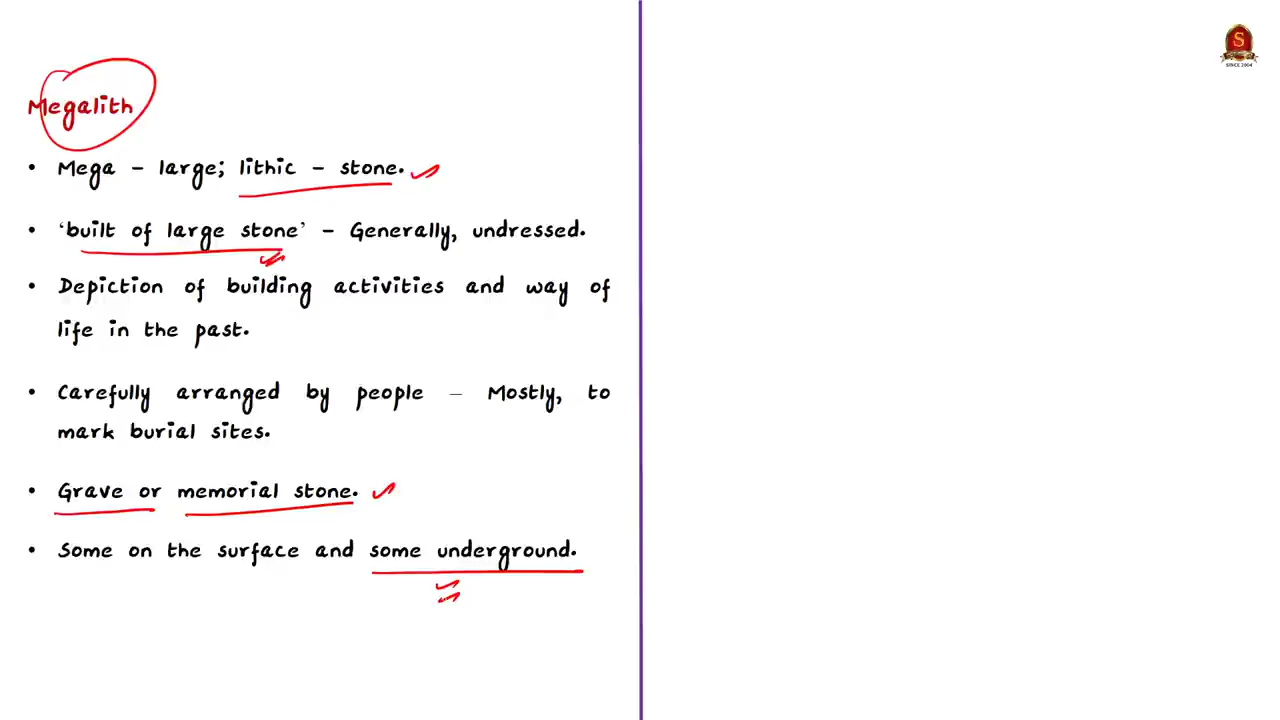 Megalith
• Mega – large; lithic – stone.
• ‘built of large stone’ – Generally, undressed.
• Depiction of building activities and way of
life in the past.
• Carefully arranged by people – Mostly, to
mark burial sites.
• Grave or memorial stone.
• Some on the surface and some underground.
S
SINCE 2004